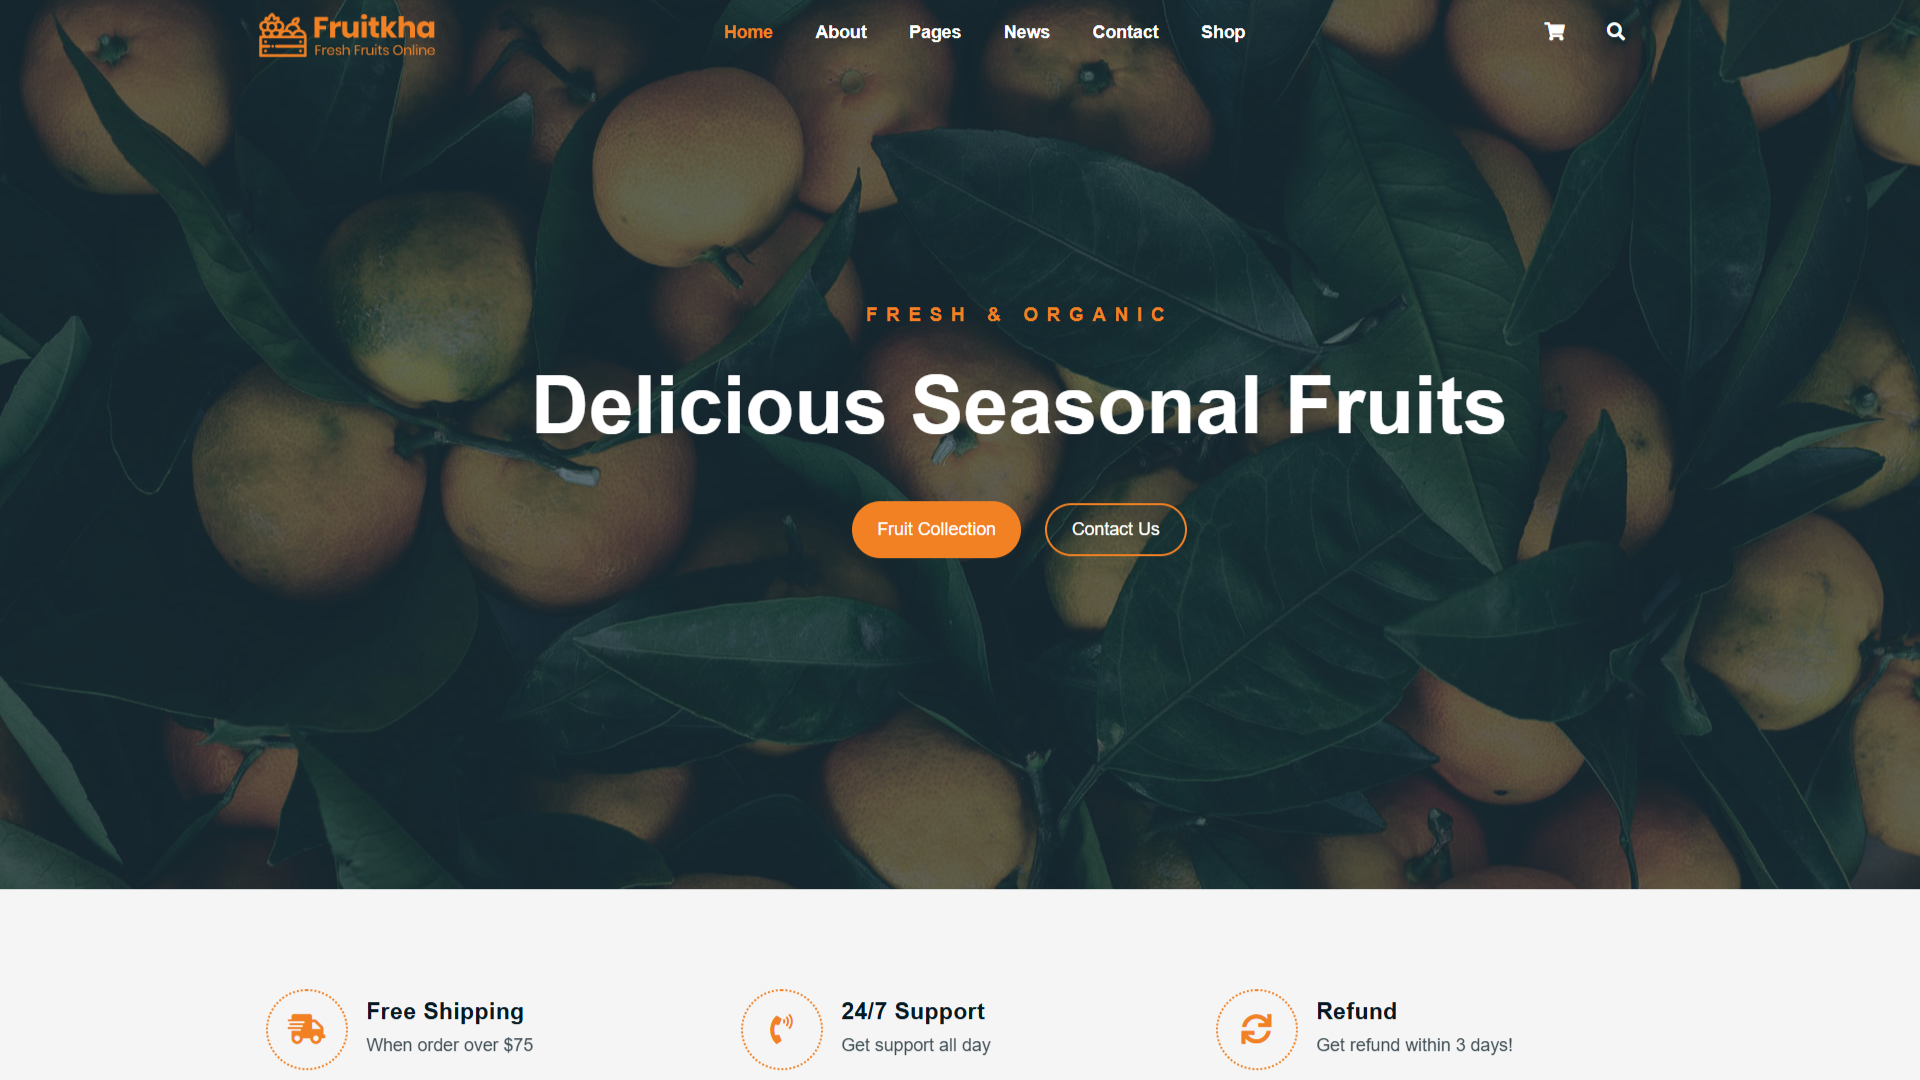 Fruitkha
Fresh Fruits Online
Home About Pages News Contact Shop
FRESH & ORGANIC
Delicious Seasonal Fruits
Fruit Collection Contact Us
Free Shipping
When order over $75
24/7 Support
Get support all day
Refund
Get refund within 3 days!